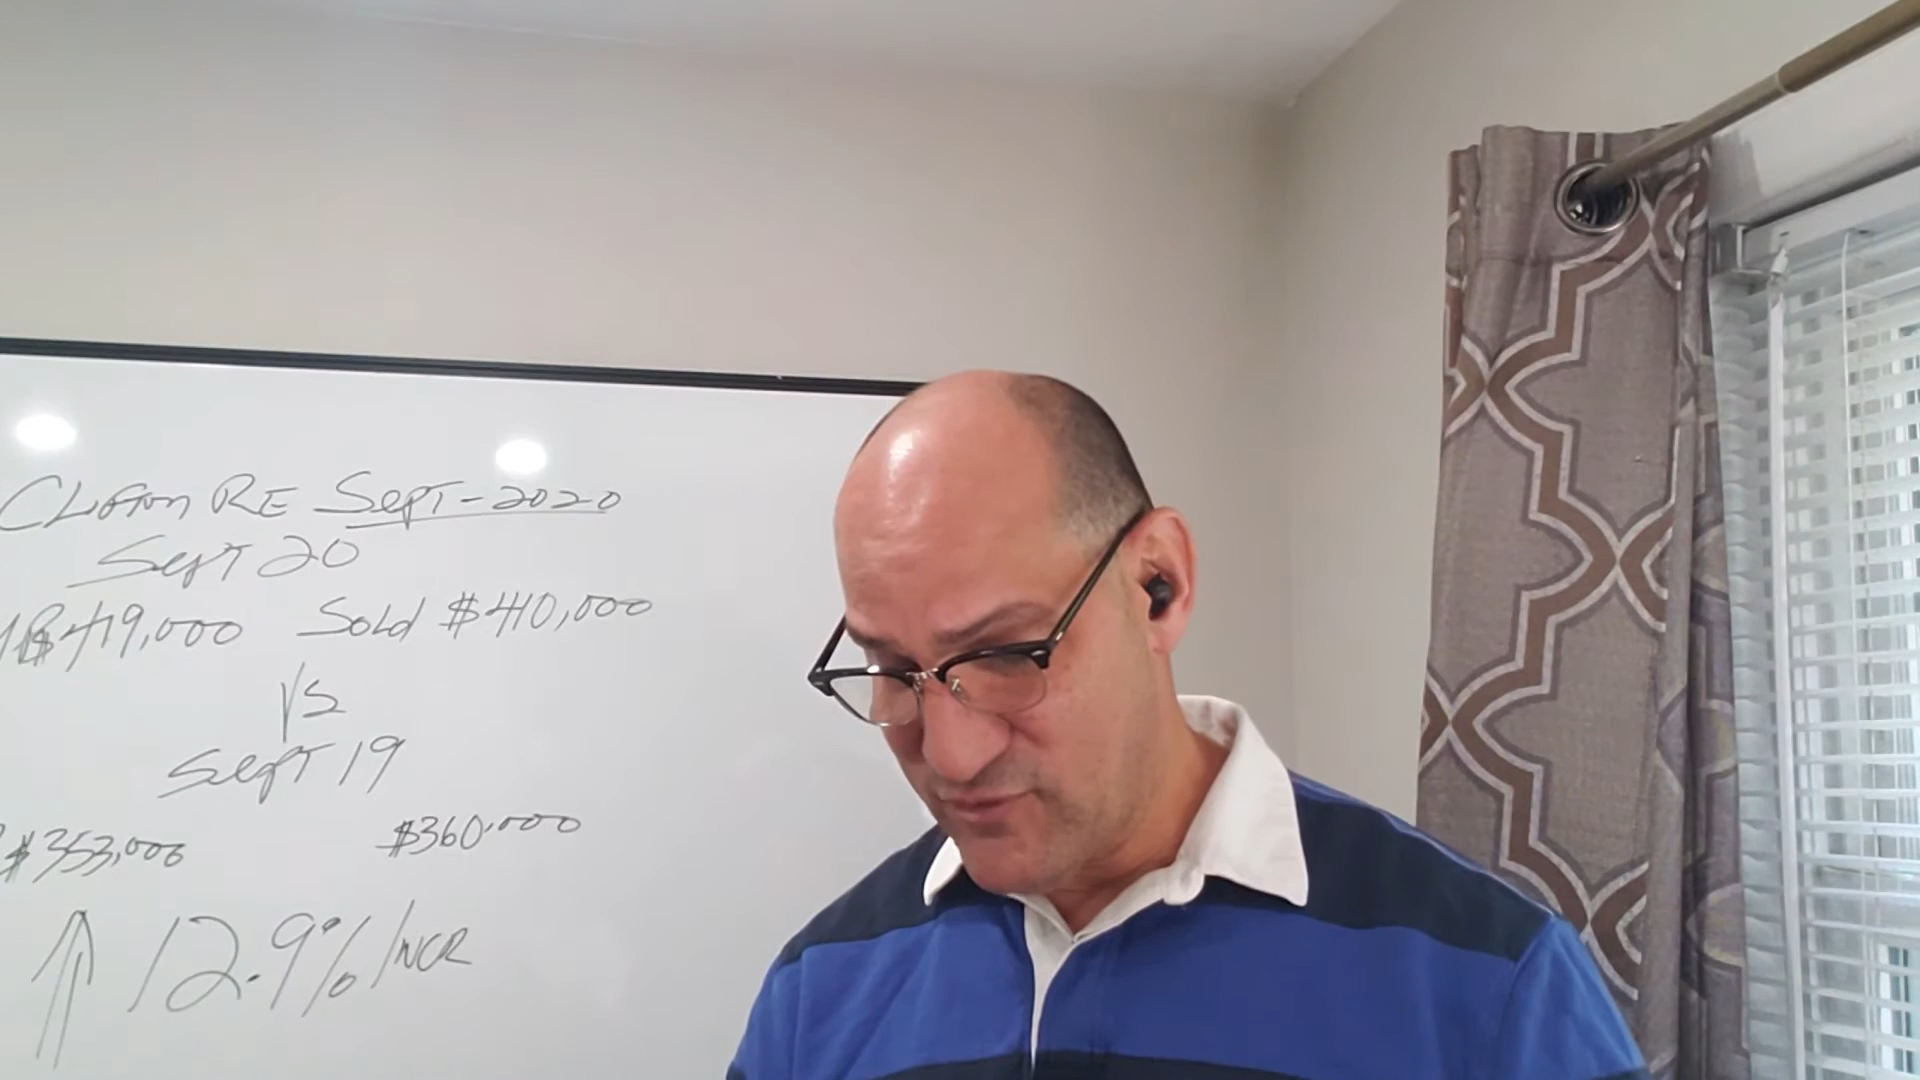 Clifton RE Sept-2020
Sept 20
$419,000 Sold $410,000
VS
Sept 19
$353,000 $360,000
↑ 12.9% INCR